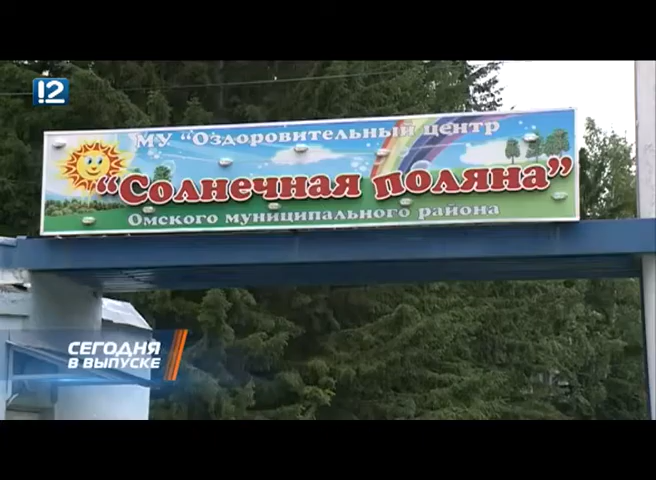 12
МУ "Оздоровительный центр
"Солнечная поляна"
Омского муниципального района
СЕГОДНЯ
В ВЫПУСКЕ